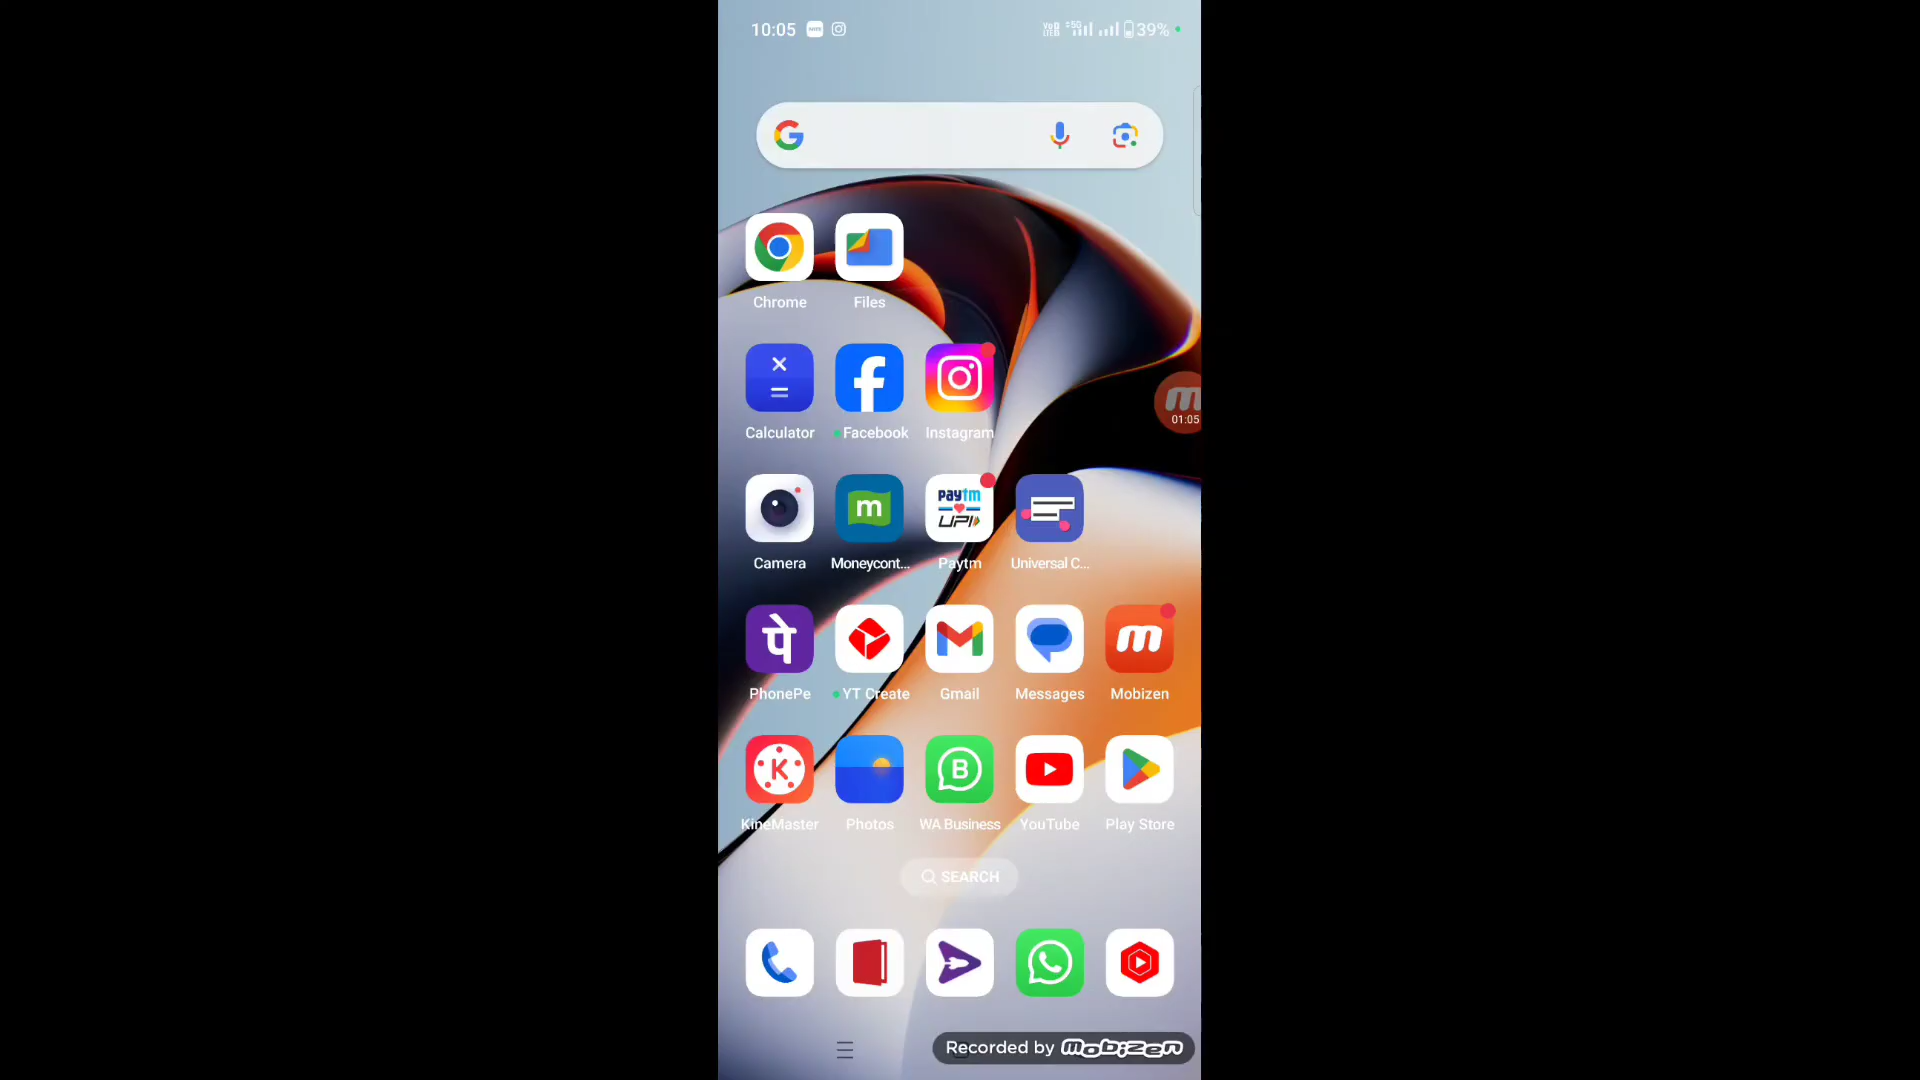 10:05
39%
Chrome
Files
Calculator
Facebook
Instagram
01:05
paytm
UPI
m
Camera
Moneycont...
Paytm
Universal C...
पे
PhonePe
YT Create
Gmail
Messages
Mobizen
K
B
KineMaster
Photos
WA Business
YouTube
Play Store
SEARCH
Recorded by mobizen